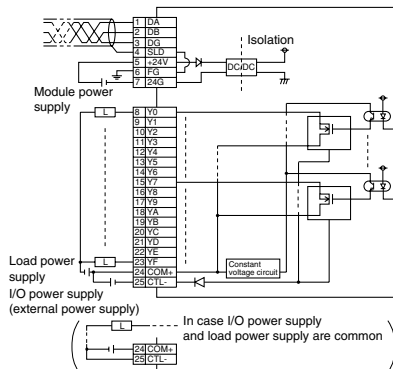 1 DA
2 DB
3 DG
4 SLD
5 +24V
6 FG
7 24G
Isolation
DC/DC
Module power
supply
L
8 Y0
9 Y1
10 Y2
11 Y3
12 Y4
13 Y5
14 Y6
15 Y7
16 Y8
17 Y9
18 YA
19 YB
20 YC
21 YD
22 YE
L
23 YF
24 COM+
25 CTL-
Constant
voltage circuit
Load power
supply
I/O power supply
(external power supply)
L
In case I/O power supply
and load power supply are common
24 COM+
25 CTL-